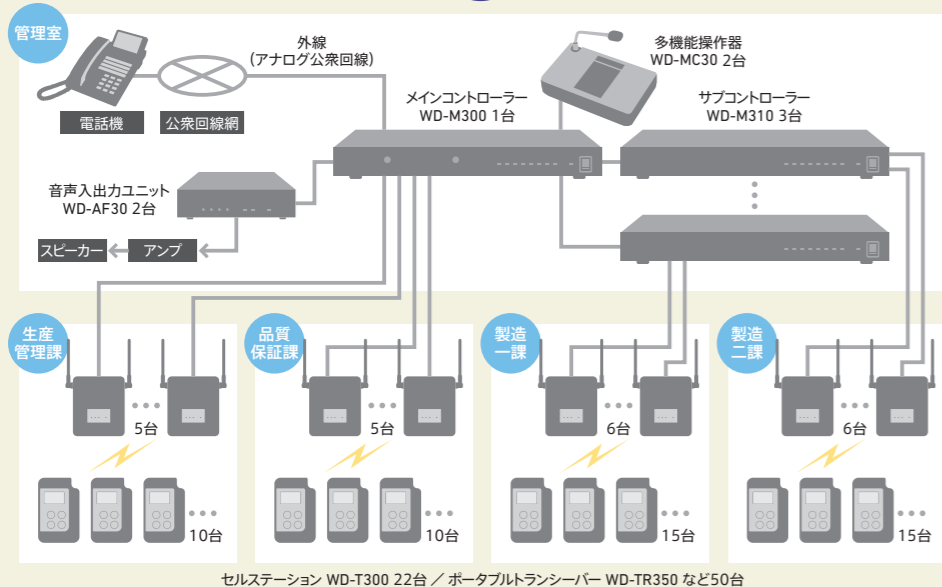 管理室
外線
(アナログ公衆回線)
多機能操作器
WD-MC30 2台
メインコントローラー
WD-M300 1台
サブコントローラー
WD-M310 3台
電話機
公衆回線網
音声入出力ユニット
WD-AF30 2台
スピーカー
アンプ
生産
管理課
品質
保証課
製造
一課
製造
二課
5台
5台
6台
6台
10台
10台
15台
15台
セルステーション WD-T300 22台 ／ ポータブルトランシーバー WD-TR350 など50台